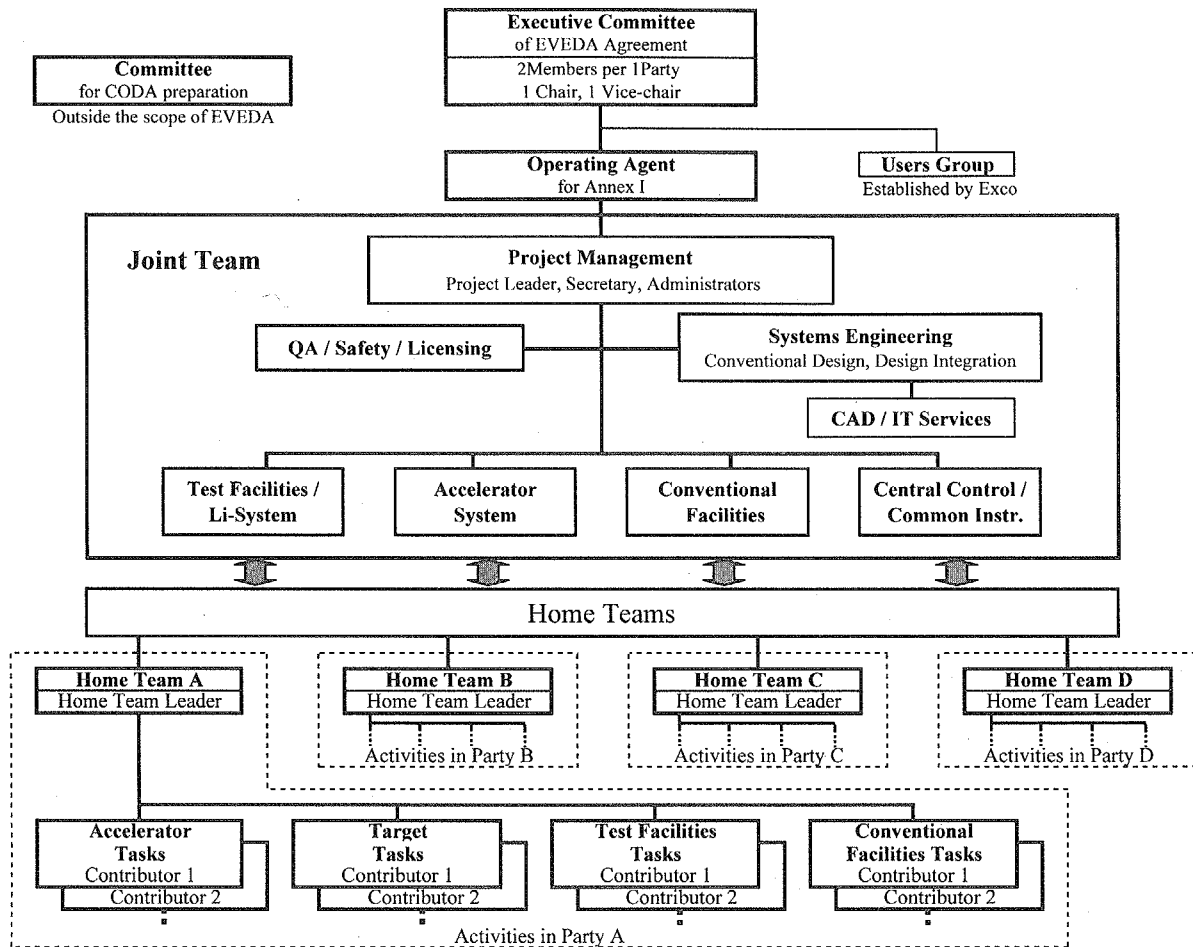 Executive Committee
of EVEDA Agreement
2Members per 1Party
1 Chair, 1 Vice-chair
Committee
for CODA preparation
Outside the scope of EVEDA
Operating Agent
for Annex I
Users Group
Established by Exco
Joint Team
Project Management
Project Leader, Secretary, Administrators
QA / Safety / Licensing
Systems Engineering
Conventional Design, Design Integration
CAD / IT Services
Test Facilities /
Li-System
Accelerator
System
Conventional
Facilities
Central Control /
Common Instr.
Home Teams
Home Team A
Home Team Leader
Home Team B
Home Team Leader
Activities in Party B
Home Team C
Home Team Leader
Activities in Party C
Home Team D
Home Team Leader
Activities in Party D
Accelerator
Tasks
Contributor 1
Contributor 2
Target
Tasks
Contributor 1
Contributor 2
Test Facilities
Tasks
Contributor 1
Contributor 2
Conventional
Facilities Tasks
Contributor 1
Contributor 2
Activities in Party A